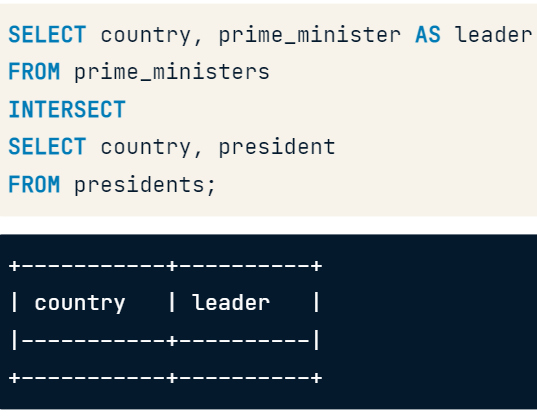 SELECT country, prime_minister AS leader
FROM prime_ministers
INTERSECT
SELECT country, president
FROM presidents;
+-----------+----------+
| country   | leader   |
|-----------+----------|
+-----------+----------+